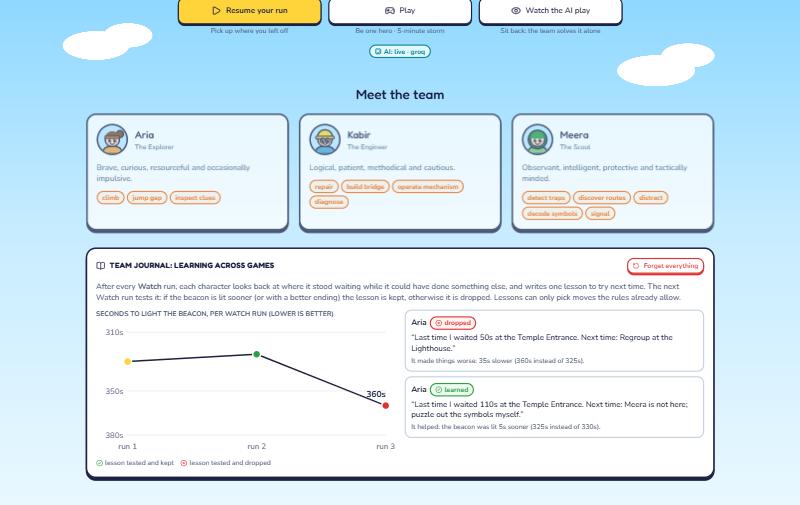 Resume your run
Play
Watch the AI play
Pick up where you left off
Be one hero · 5-minute storm
Sit back: the team solves it alone
AI: live · groq
Meet the team
Aria
The Explorer
Brave, curious, resourceful and occasionally
impulsive.
climb
jump gap
inspect clues
Kabir
The Engineer
Logical, patient, methodical and cautious.
repair
build bridge
operate mechanism
diagnose
Meera
The Scout
Observant, intelligent, protective and tactically
minded.
detect traps
discover routes
distract
decode symbols
signal
TEAM JOURNAL: LEARNING ACROSS GAMES
Forget everything
After every Watch run, each character looks back at where it stood waiting while it could have done something else, and writes one lesson to try next time. The next
Watch run tests it: if the beacon is lit sooner (or with a better ending) the lesson is kept, otherwise it is dropped. Lessons can only pick moves the rules already allow.
SECONDS TO LIGHT THE BEACON, PER WATCH RUN (LOWER IS BETTER)
310s
350s
380s
360s
run 1
run 2
run 3
lesson tested and kept
lesson tested and dropped
Aria
dropped
“Last time I waited 50s at the Temple Entrance. Next time: Regroup at the
Lighthouse.”
It made things worse: 35s slower (360s instead of 325s).
Aria
learned
“Last time I waited 110s at the Temple Entrance. Next time: Meera is not here;
puzzle out the symbols myself.”
It helped: the beacon was lit 5s sooner (325s instead of 330s).